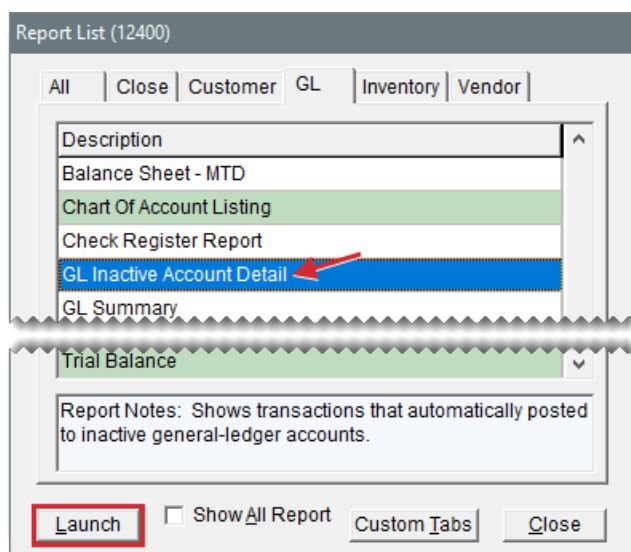 Report List (12400)
All Close Customer GL Inventory Vendor
Description
Balance Sheet - MTD
Chart Of Account Listing
Check Register Report
GL Inactive Account Detail
GL Summary
Trial Balance
Report Notes: Shows transactions that automatically posted
to inactive general-ledger accounts.
Launch Show All Report Custom Tabs Close